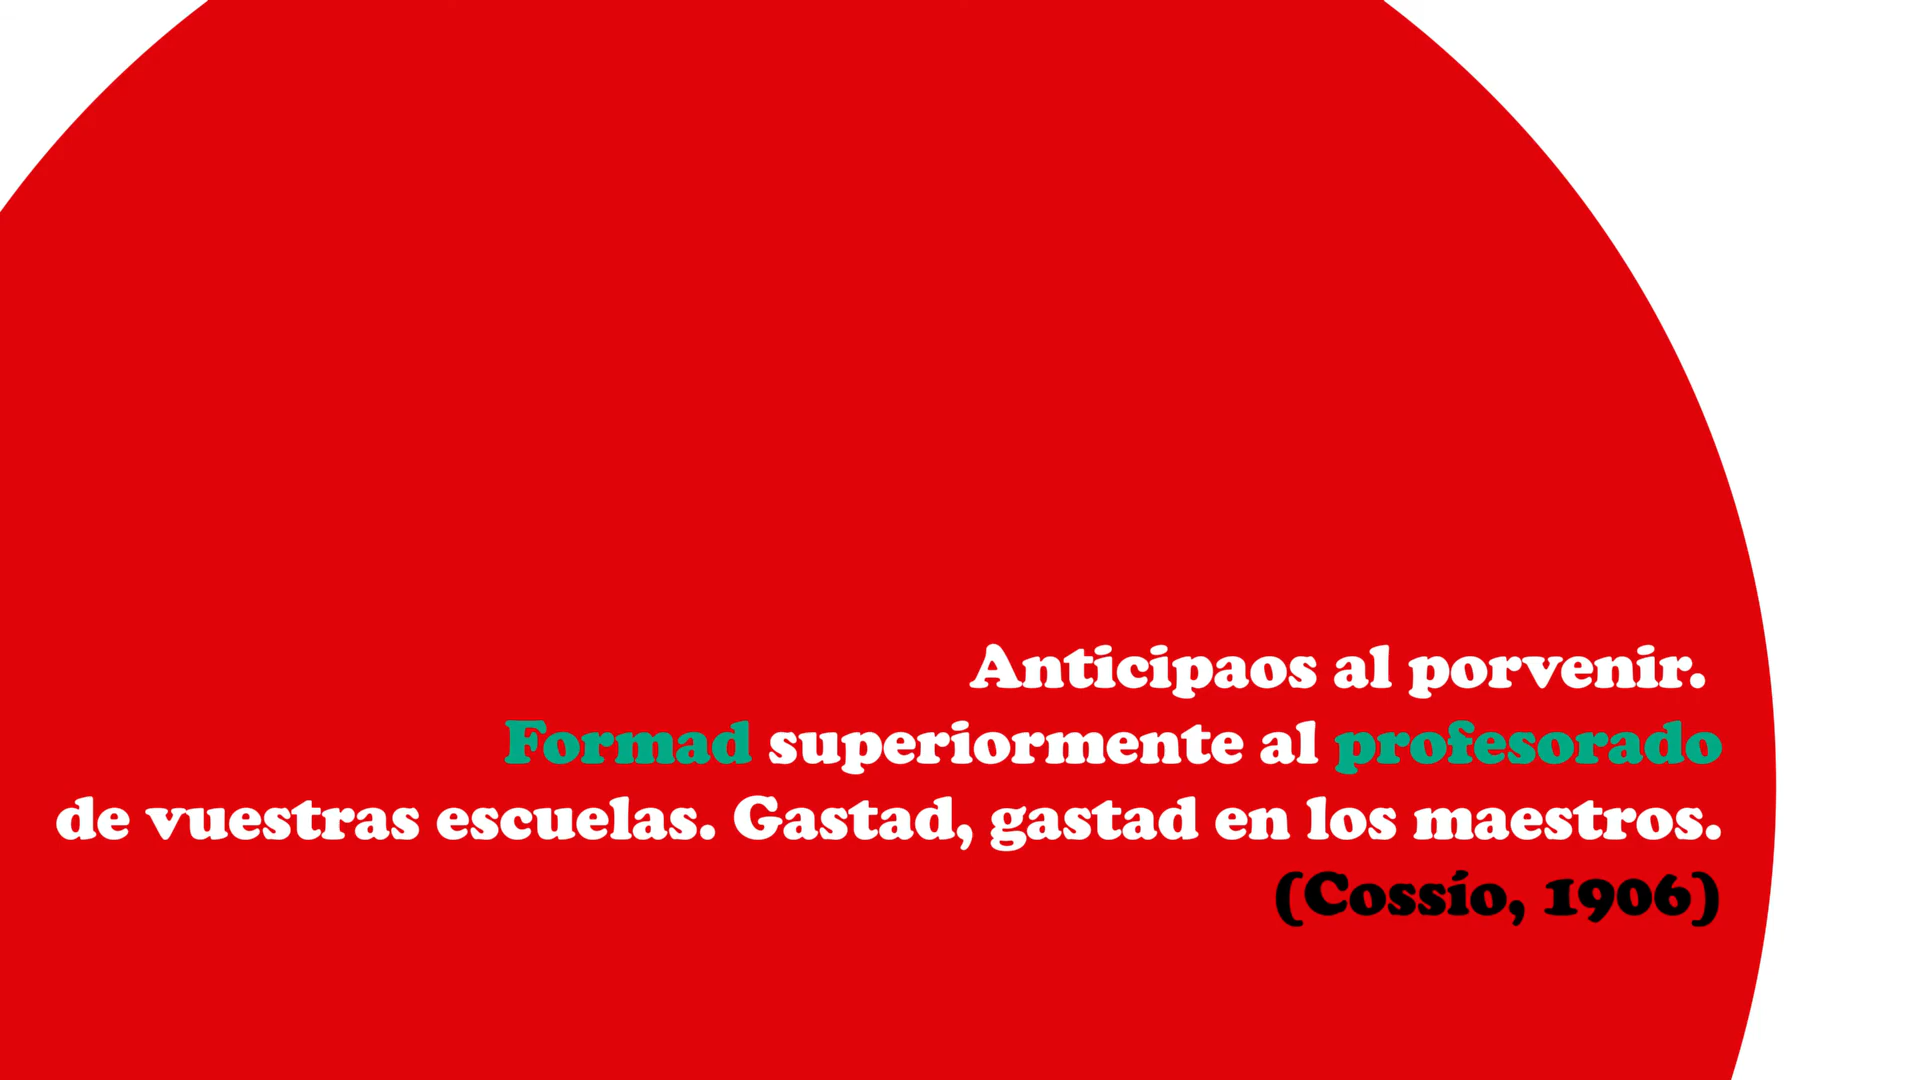 Anticipaos al porvenir.
Formad superiormente al profesorado
de vuestras escuelas. Gastad, gastad en los maestros.
(Cossío, 1906)